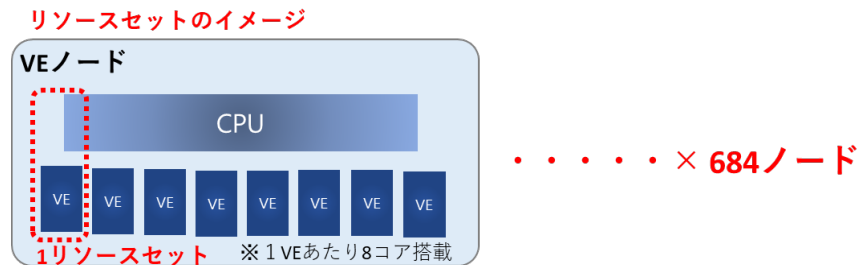 リソースセットのイメージ
VEノード
CPU
・・・・・× 684ノード
VE VE VE VE VE VE VE VE
1リソースセット ※1VEあたり8コア搭載